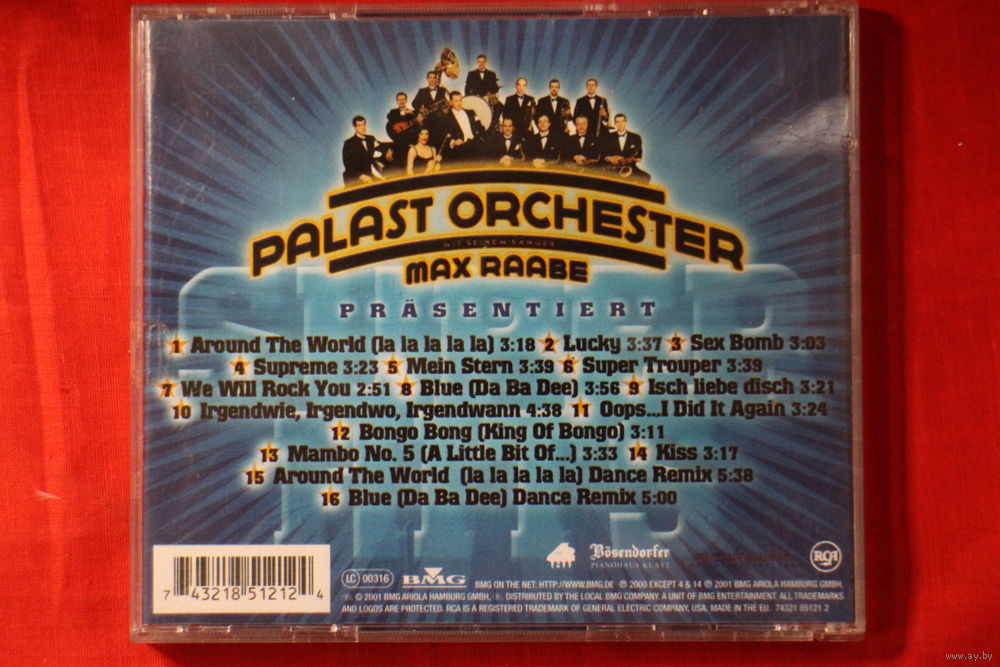 PALAST ORCHESTER
MIT SEINEM SÄNGER
MAX RAABE
PRÄSENTIERT
1 Around The World (la la la la la) 3:18 2 Lucky 3:37 3 Sex Bomb 3:03
4 Supreme 3:23 5 Mein Stern 3:39 6 Super Trouper 3:39
7 We Will Rock You 2:51 8 Blue (Da Ba Dee) 3:56 9 Isch liebe disch 3:21
10 Irgendwie, Irgendwo, Irgendwann 4:38 11 Oops...I Did It Again 3:24
12 Bongo Bong (King Of Bongo) 3:11
13 Mambo No. 5 (A Little Bit Of...) 3:33 14 Kiss 3:17
15 Around The World (la la la la la) Dance Remix 5:38
16 Blue (Da Ba Dee) Dance Remix 5:00
Bösendorfer
PIANOHAUS KLAFT
RCA
LC 00316
BMG
BMG ON THE NET: HTTP://WWW.BMG.DE ℗ 2000 EXCEPT 4 & 14 ℗ 2001 BMG ARIOLA HAMBURG GMBH,
℗. © 2001 BMG ARIOLA HAMBURG GMBH, ®. DISTRIBUTED BY THE LOCAL BMG COMPANY. A UNIT OF BMG ENTERTAINMENT. ALL TRADEMARKS
AND LOGOS ARE PROTECTED. RCA IS A REGISTERED TRADEMARK OF GENERAL ELECTRIC COMPANY, USA. MADE IN THE EU. 74321 85121 2
7 43218 51212 4
www.ay.by